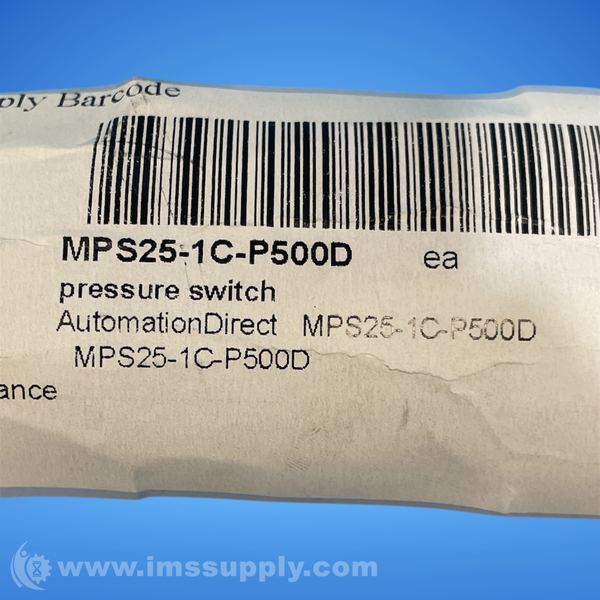 ply Barcode
MPS25-1C-P500D ea
pressure switch
AutomationDirect MPS25-1C-P500D
MPS25-1C-P500D
ance
www.imssupply.com